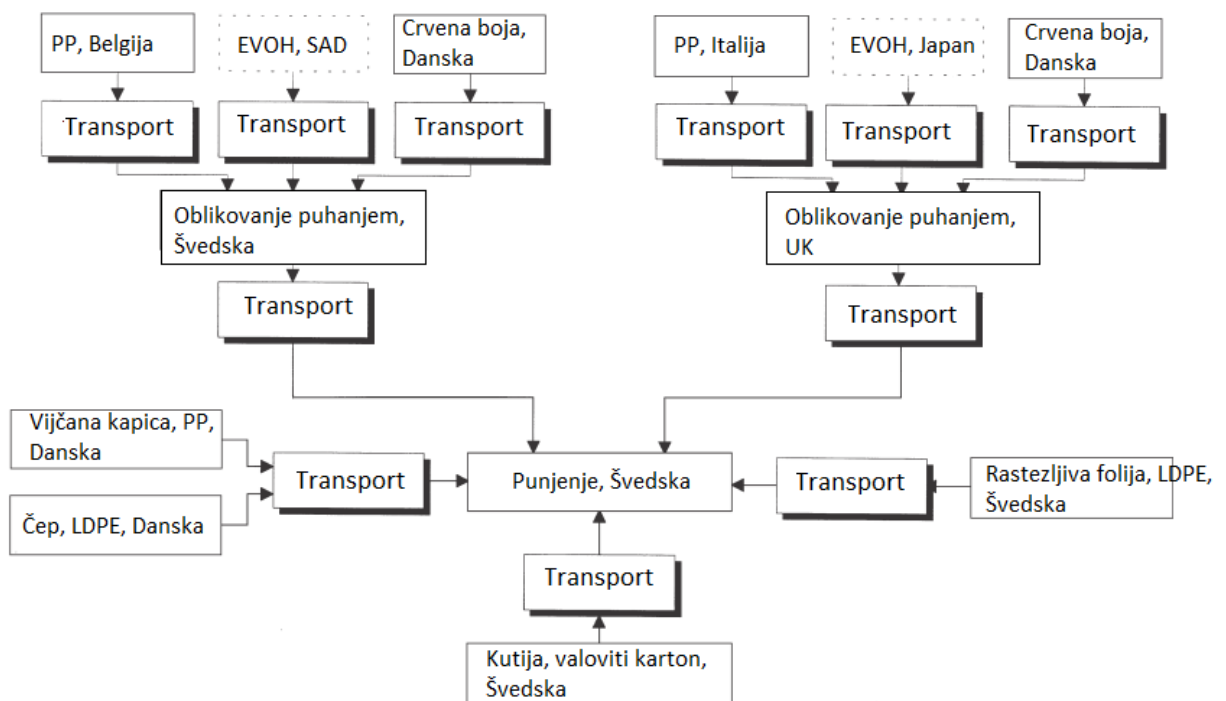 PP, Belgija
EVOH, SAD
Crvena boja,
Danska
PP, Italija
EVOH, Japan
Crvena boja,
Danska
Transport
Transport
Transport
Transport
Transport
Transport
Oblikovanje puhanjem,
Švedska
Oblikovanje puhanjem,
UK
Transport
Transport
Vijčana kapica, PP,
Danska
Čep, LDPE, Danska
Transport
Punjenje, Švedska
Transport
Rastezljiva folija, LDPE,
Švedska
Transport
Kutija, valoviti karton,
Švedska